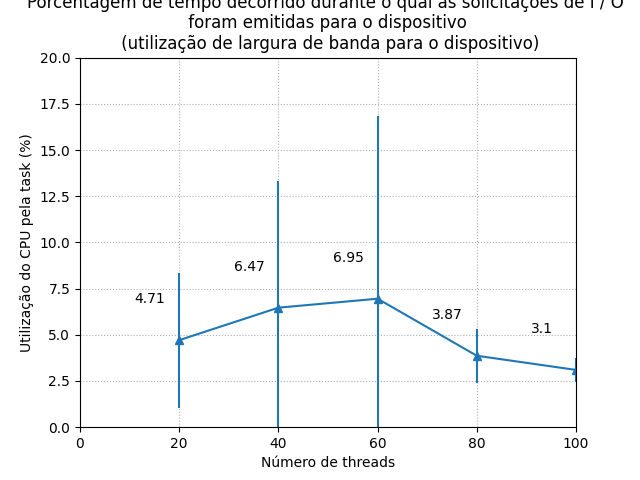 Porcentagem de tempo decorrido durante o qual as solicitações de I / O
foram emitidas para o dispositivo
(utilização de largura de banda para o dispositivo)
20.0
17.5
15.0
12.5
10.0
7.5
5.0
2.5
0.0
Utilização do CPU pela task (%)
4.71
6.47
6.95
3.87
3.1
0 20 40 60 80 100
Número de threads